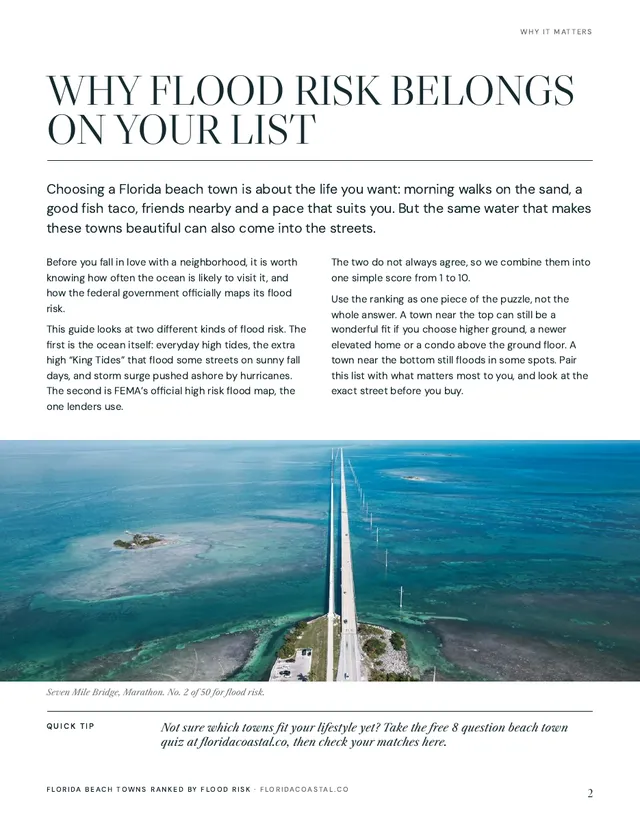 WHY IT MATTERS
WHY FLOOD RISK BELONGS
ON YOUR LIST
Choosing a Florida beach town is about the life you want: morning walks on the sand, a
good fish taco, friends nearby and a pace that suits you. But the same water that makes
these towns beautiful can also come into the streets.
Before you fall in love with a neighborhood, it is worth
knowing how often the ocean is likely to visit it, and
how the federal government officially maps its flood
risk.
This guide looks at two different kinds of flood risk. The
first is the ocean itself: everyday high tides, the extra
high “King Tides” that flood some streets on sunny fall
days, and storm surge pushed ashore by hurricanes.
The second is FEMA’s official high risk flood map, the
one lenders use.
The two do not always agree, so we combine them into
one simple score from 1 to 10.
Use the ranking as one piece of the puzzle, not the
whole answer. A town near the top can still be a
wonderful fit if you choose higher ground, a newer
elevated home or a condo above the ground floor. A
town near the bottom still floods in some spots. Pair
this list with what matters most to you, and look at the
exact street before you buy.
Seven Mile Bridge, Marathon. No. 2 of 50 for flood risk.
QUICK TIP
Not sure which towns fit your lifestyle yet? Take the free 8 question beach town
quiz at floridacoastal.co, then check your matches here.
FLORIDA BEACH TOWNS RANKED BY FLOOD RISK · FLORIDACOASTAL.CO
2